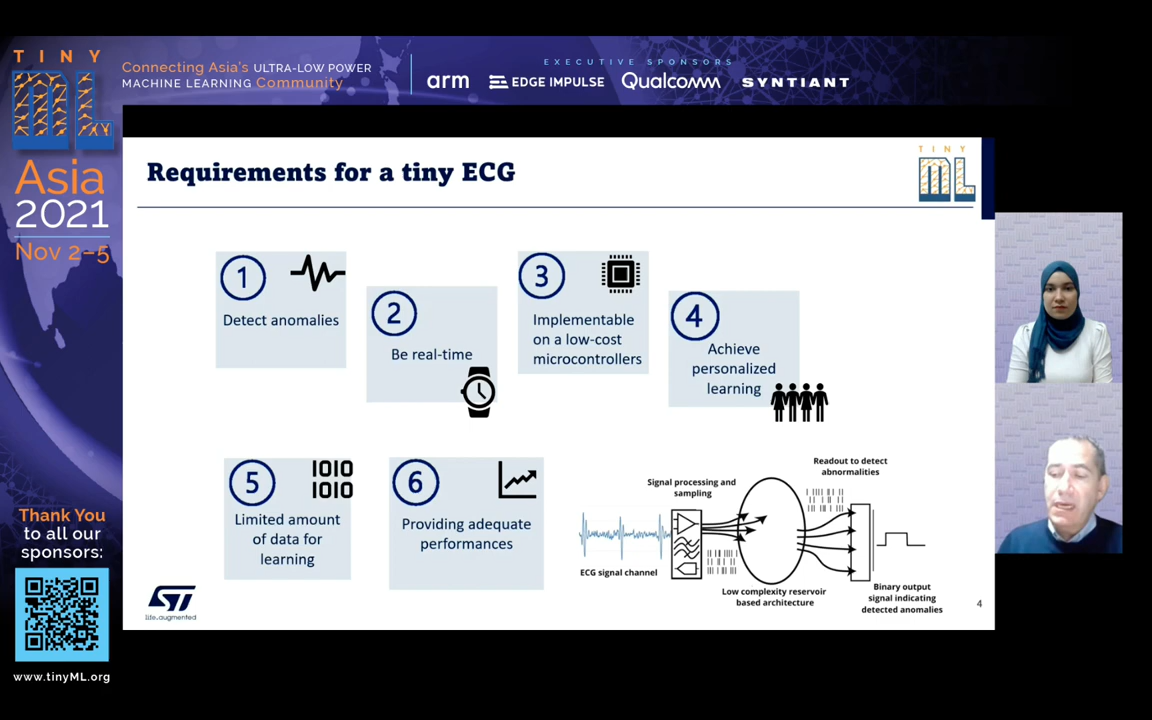 TINY
ML
Asia
2021
Nov 2–5
Connecting Asia's ULTRA-LOW POWER
MACHINE LEARNING Community
EXECUTIVE SPONSORS
arm
EDGE IMPULSE
Qualcomm
SYNTIANT
Requirements for a tiny ECG
TINY
ML
1
Detect anomalies
2
Be real-time
3
Implementable
on a low-cost
microcontrollers
4
Achieve
personalized
learning
5
1010
1010
Limited amount
of data for
learning
6
Providing adequate
performances
Signal processing and
sampling
Readout to detect
abnormalities
ECG signal channel
Low complexity reservoir
based architecture
Binary output
signal indicating
detected anomalies
ST
life.augmented
4
Thank You
to all our
sponsors:
www.tinyML.org